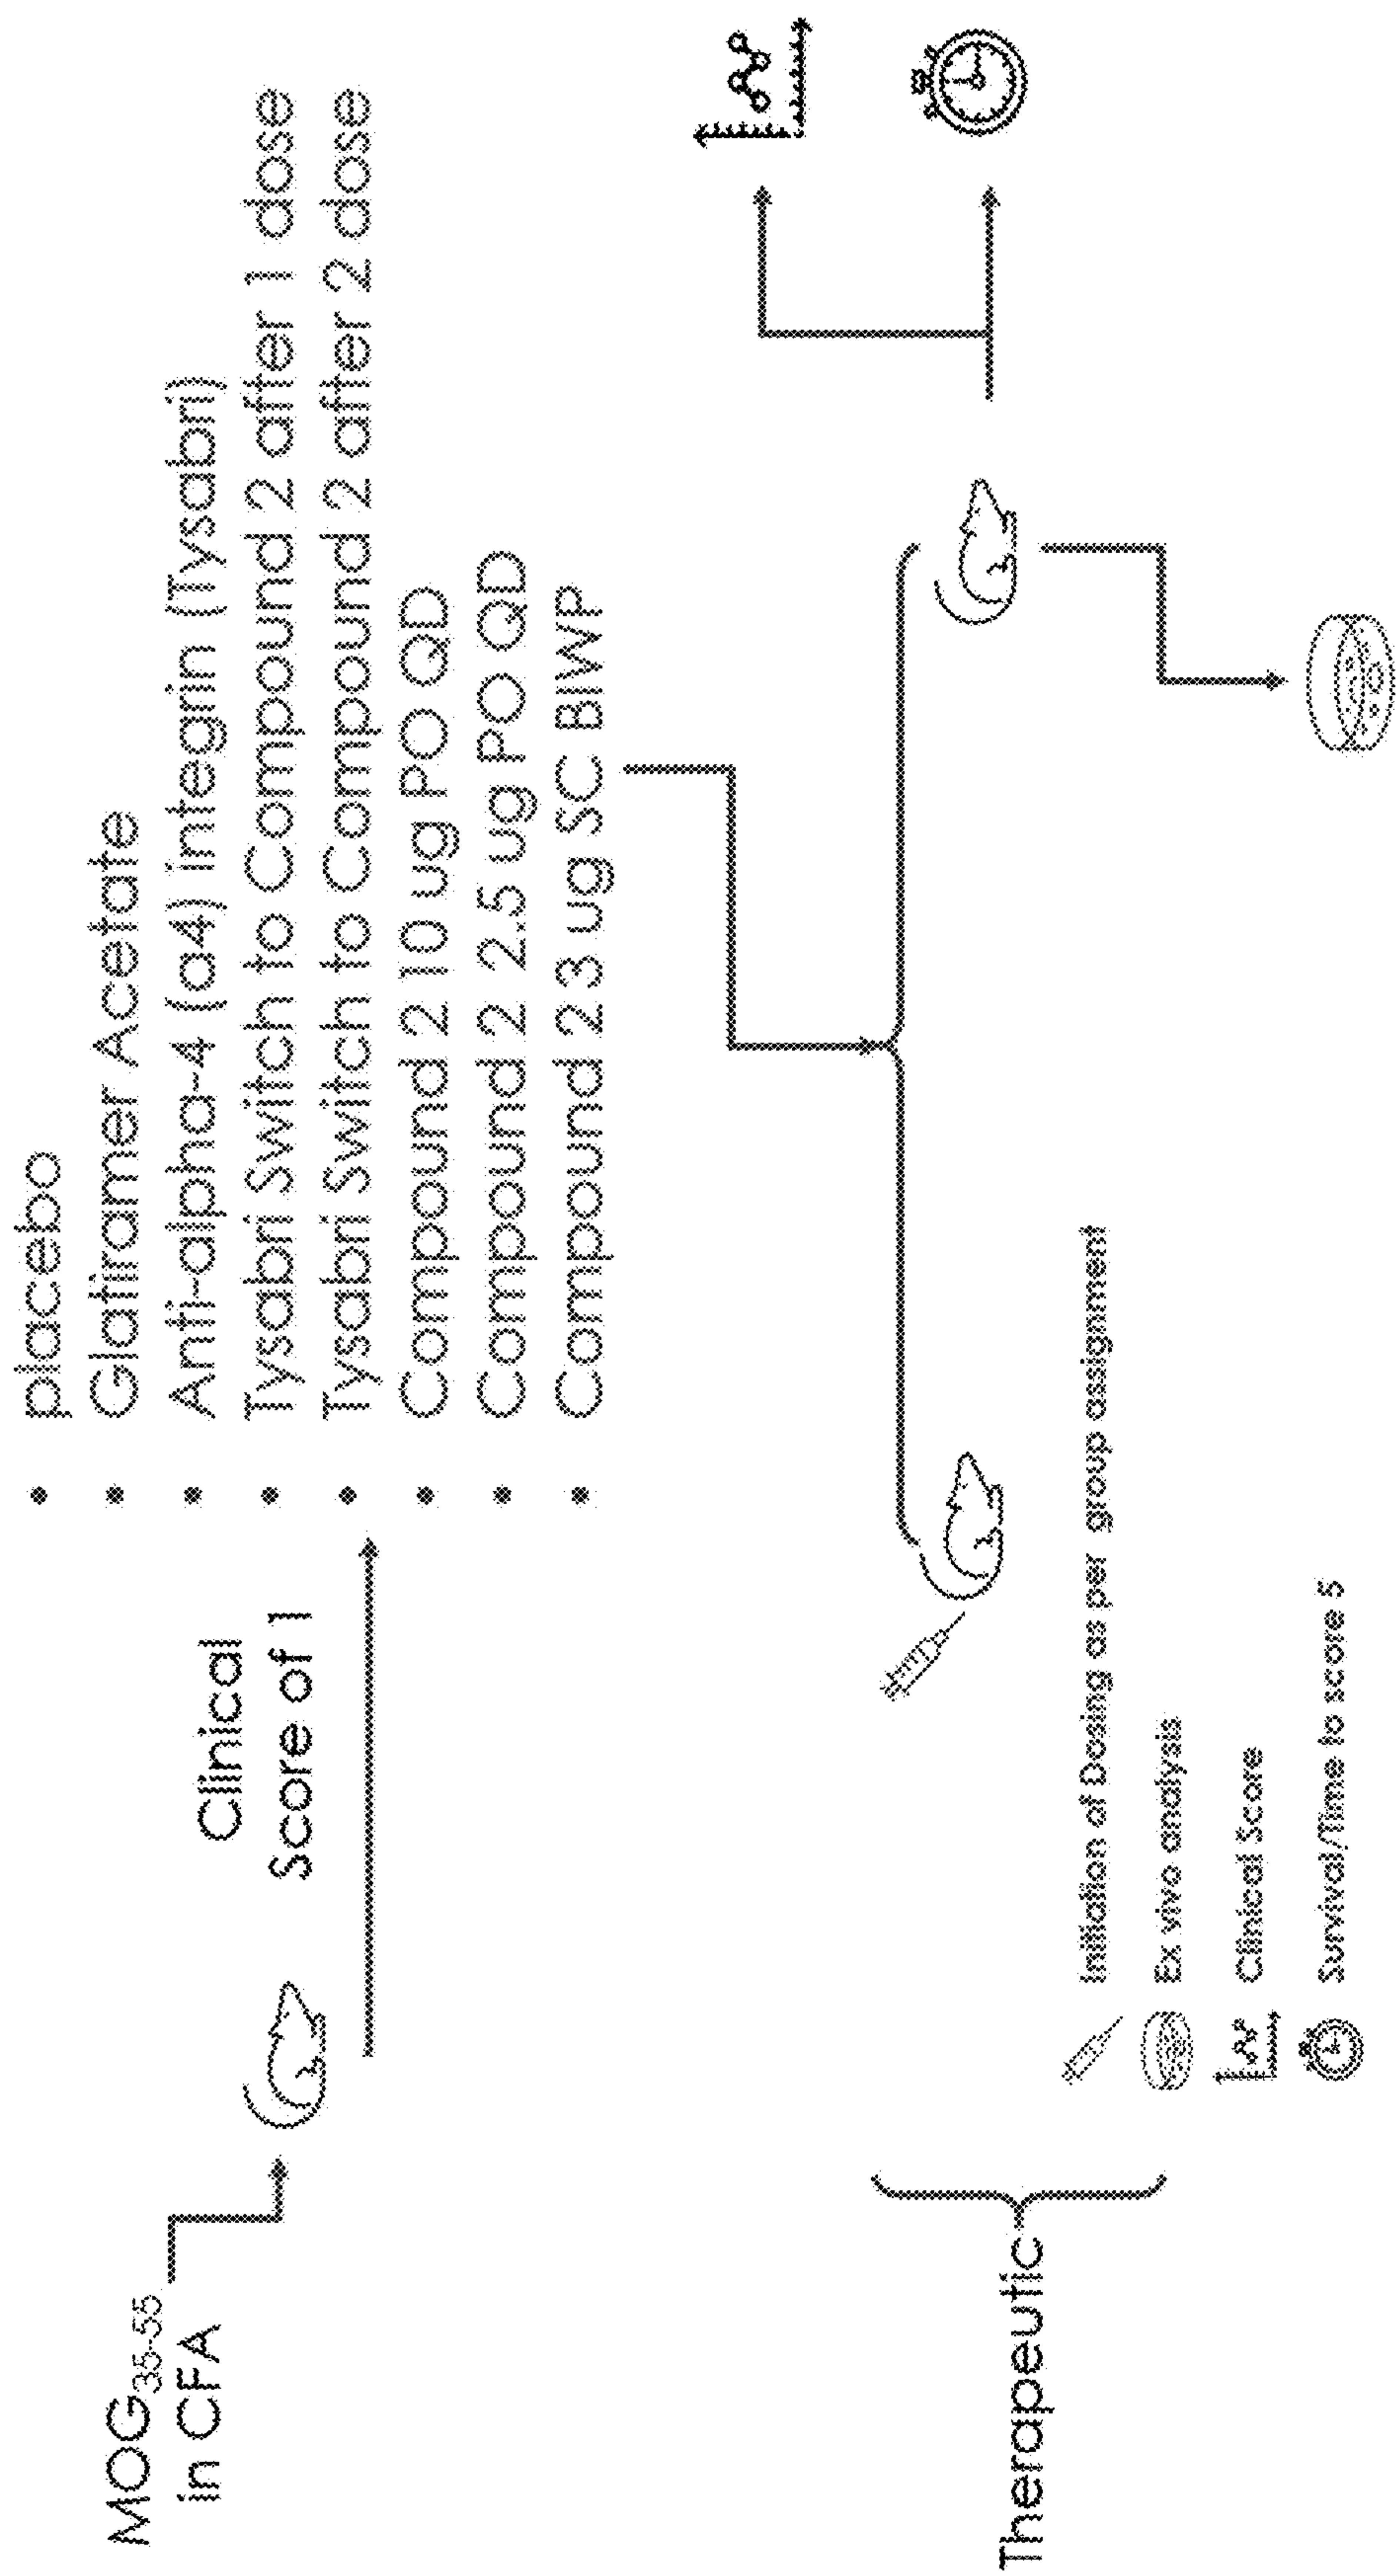 MOG35-55
in CFA
Clinical
Score of 1
• placebo
• Glatiramer Acetate
• Anti-alpha-4 (α4) integrin (Tysabri)
• Tysabri Switch to Compound 2 after 1 dose
• Tysabri Switch to Compound 2 after 2 dose
• Compound 2 10 ug PO QD
• Compound 2 2.5 ug PO QD
• Compound 2 3 ug SC BIWP
Therapeutic
Initiation of Dosing as per group assignment
Ex vivo analysis
Clinical Score
Survival/Time to score 5